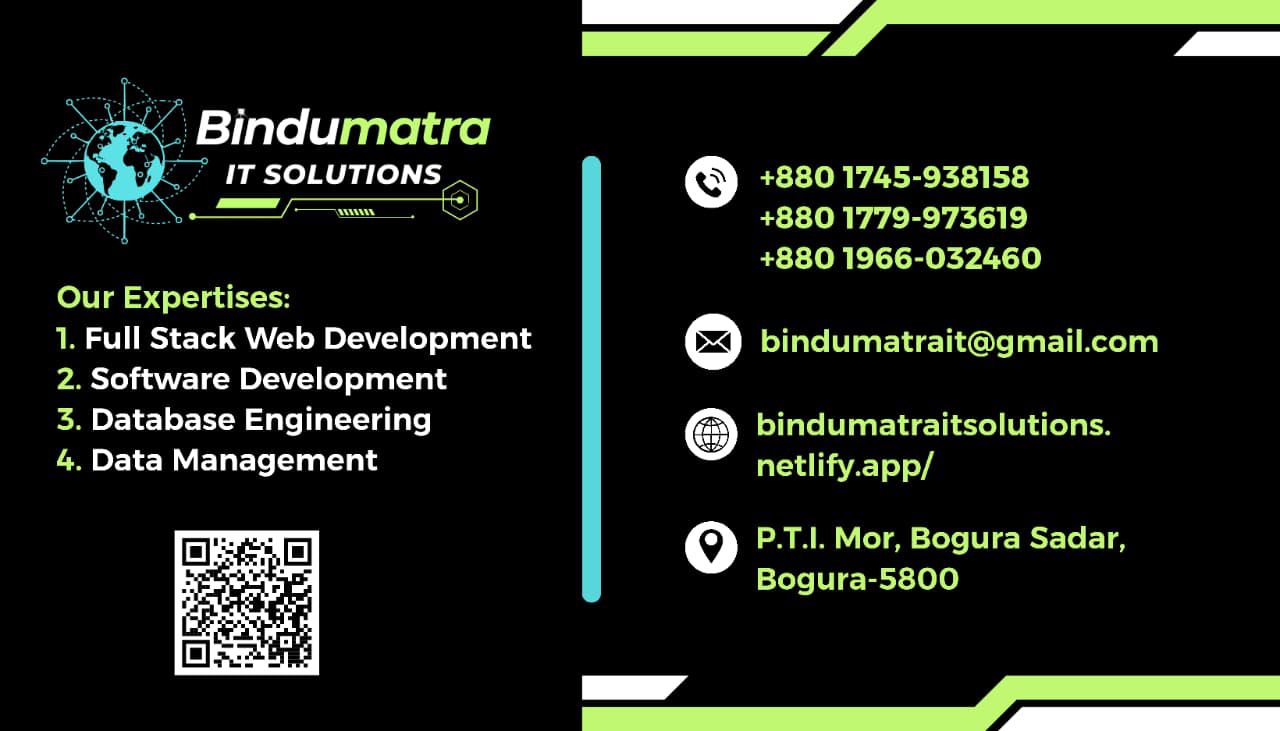 Bindumatra
IT SOLUTIONS
Our Expertises:
1. Full Stack Web Development
2. Software Development
3. Database Engineering
4. Data Management
+880 1745-938158
+880 1779-973619
+880 1966-032460
bindumatrait@gmail.com
bindumatraitsolutions.
netlify.app/
P.T.I. Mor, Bogura Sadar,
Bogura-5800